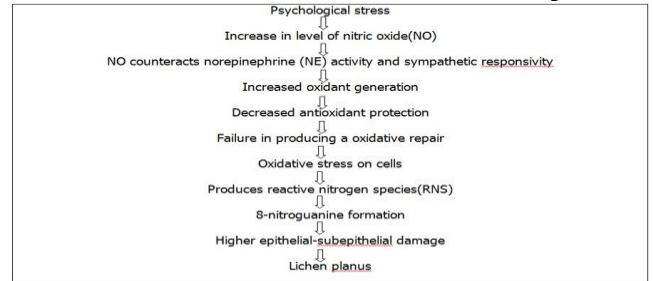 Psychological stress
Increase in level of nitric oxide(NO)
NO counteracts norepinephrine (NE) activity and sympathetic responsivity
Increased oxidant generation
Decreased antioxidant protection
Failure in producing a oxidative repair
Oxidative stress on cells
Produces reactive nitrogen species(RNS)
8-nitroguanine formation
Higher epithelial-subepithelial damage
Lichen planus